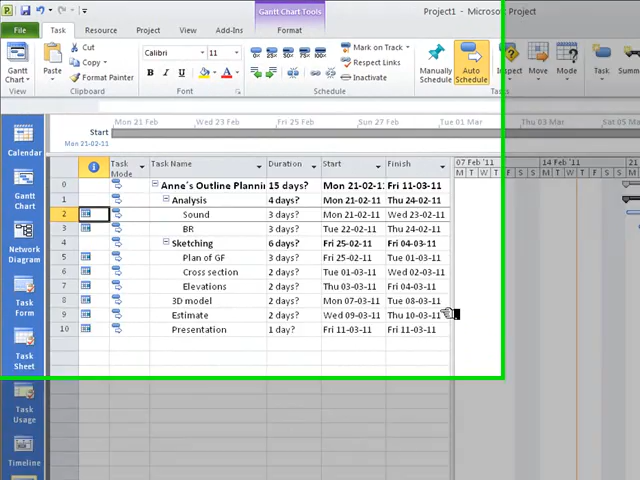 Gantt Chart Tools
Project1 - Microsoft Project
File Task Resource Project View Add-Ins Format
Gantt Chart
Paste
Cut
Copy
Format Painter
Calibri 11
B I U A
Mark on Track
Respect Links
Inactivate
Manually Schedule
Auto Schedule
Inspect
Move
Mode
Task
Summary
View Clipboard Font Schedule Tasks
Mon 21 Feb Wed 23 Feb Fri 25 Feb Sun 27 Feb Tue 01 Mar Thu 03 Mar Sat 05 Mar
Start
Mon 21-02-11
Task Mode Task Name Duration Start Finish
07 Feb '11 14 Feb '11 21
M T W T F S S M T W T F S S M
0 Anne's Outline Plannin 15 days? Mon 21-02-1 Fri 11-03-11
1 Analysis 4 days? Mon 21-02-11 Thu 24-02-11
2 Sound 3 days? Mon 21-02-11 Wed 23-02-11
3 BR 3 days? Tue 22-02-11 Thu 24-02-11
4 Sketching 6 days? Fri 25-02-11 Fri 04-03-11
5 Plan of GF 3 days? Fri 25-02-11 Tue 01-03-11
6 Cross section 2 days? Tue 01-03-11 Wed 02-03-11
7 Elevations 2 days? Thu 03-03-11 Fri 04-03-11
8 3D model 2 days? Mon 07-03-11 Tue 08-03-11
9 Estimate 2 days? Wed 09-03-11 Thu 10-03-11
10 Presentation 1 day? Fri 11-03-11 Fri 11-03-11
Calendar
Gantt Chart
Network Diagram
Task Form
Task Sheet
Task Usage
Timeline